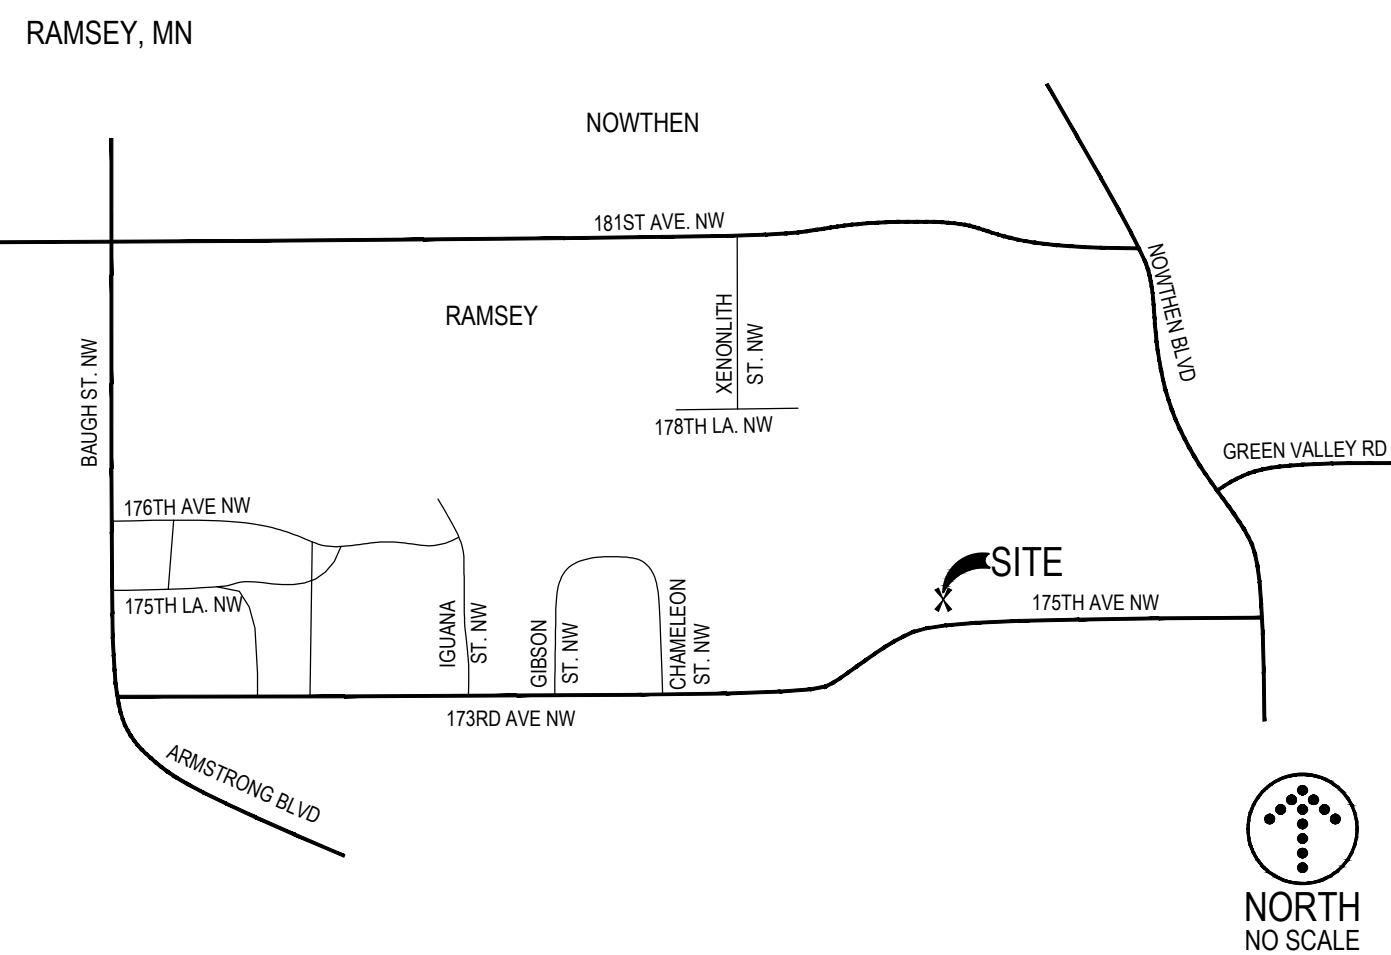 RAMSEY, MN
NOWTHEN
181ST AVE. NW
NOWTHEN BLVD
RAMSEY
XENONLITH
ST. NW
BAUGH ST. NW
178TH LA. NW
GREEN VALLEY RD
176TH AVE NW
SITE
175TH LA. NW
175TH AVE NW
IGUANA
ST. NW
GIBSON
ST. NW
CHAMELEON
ST. NW
173RD AVE NW
ARMSTRONG BLVD
NORTH
NO SCALE